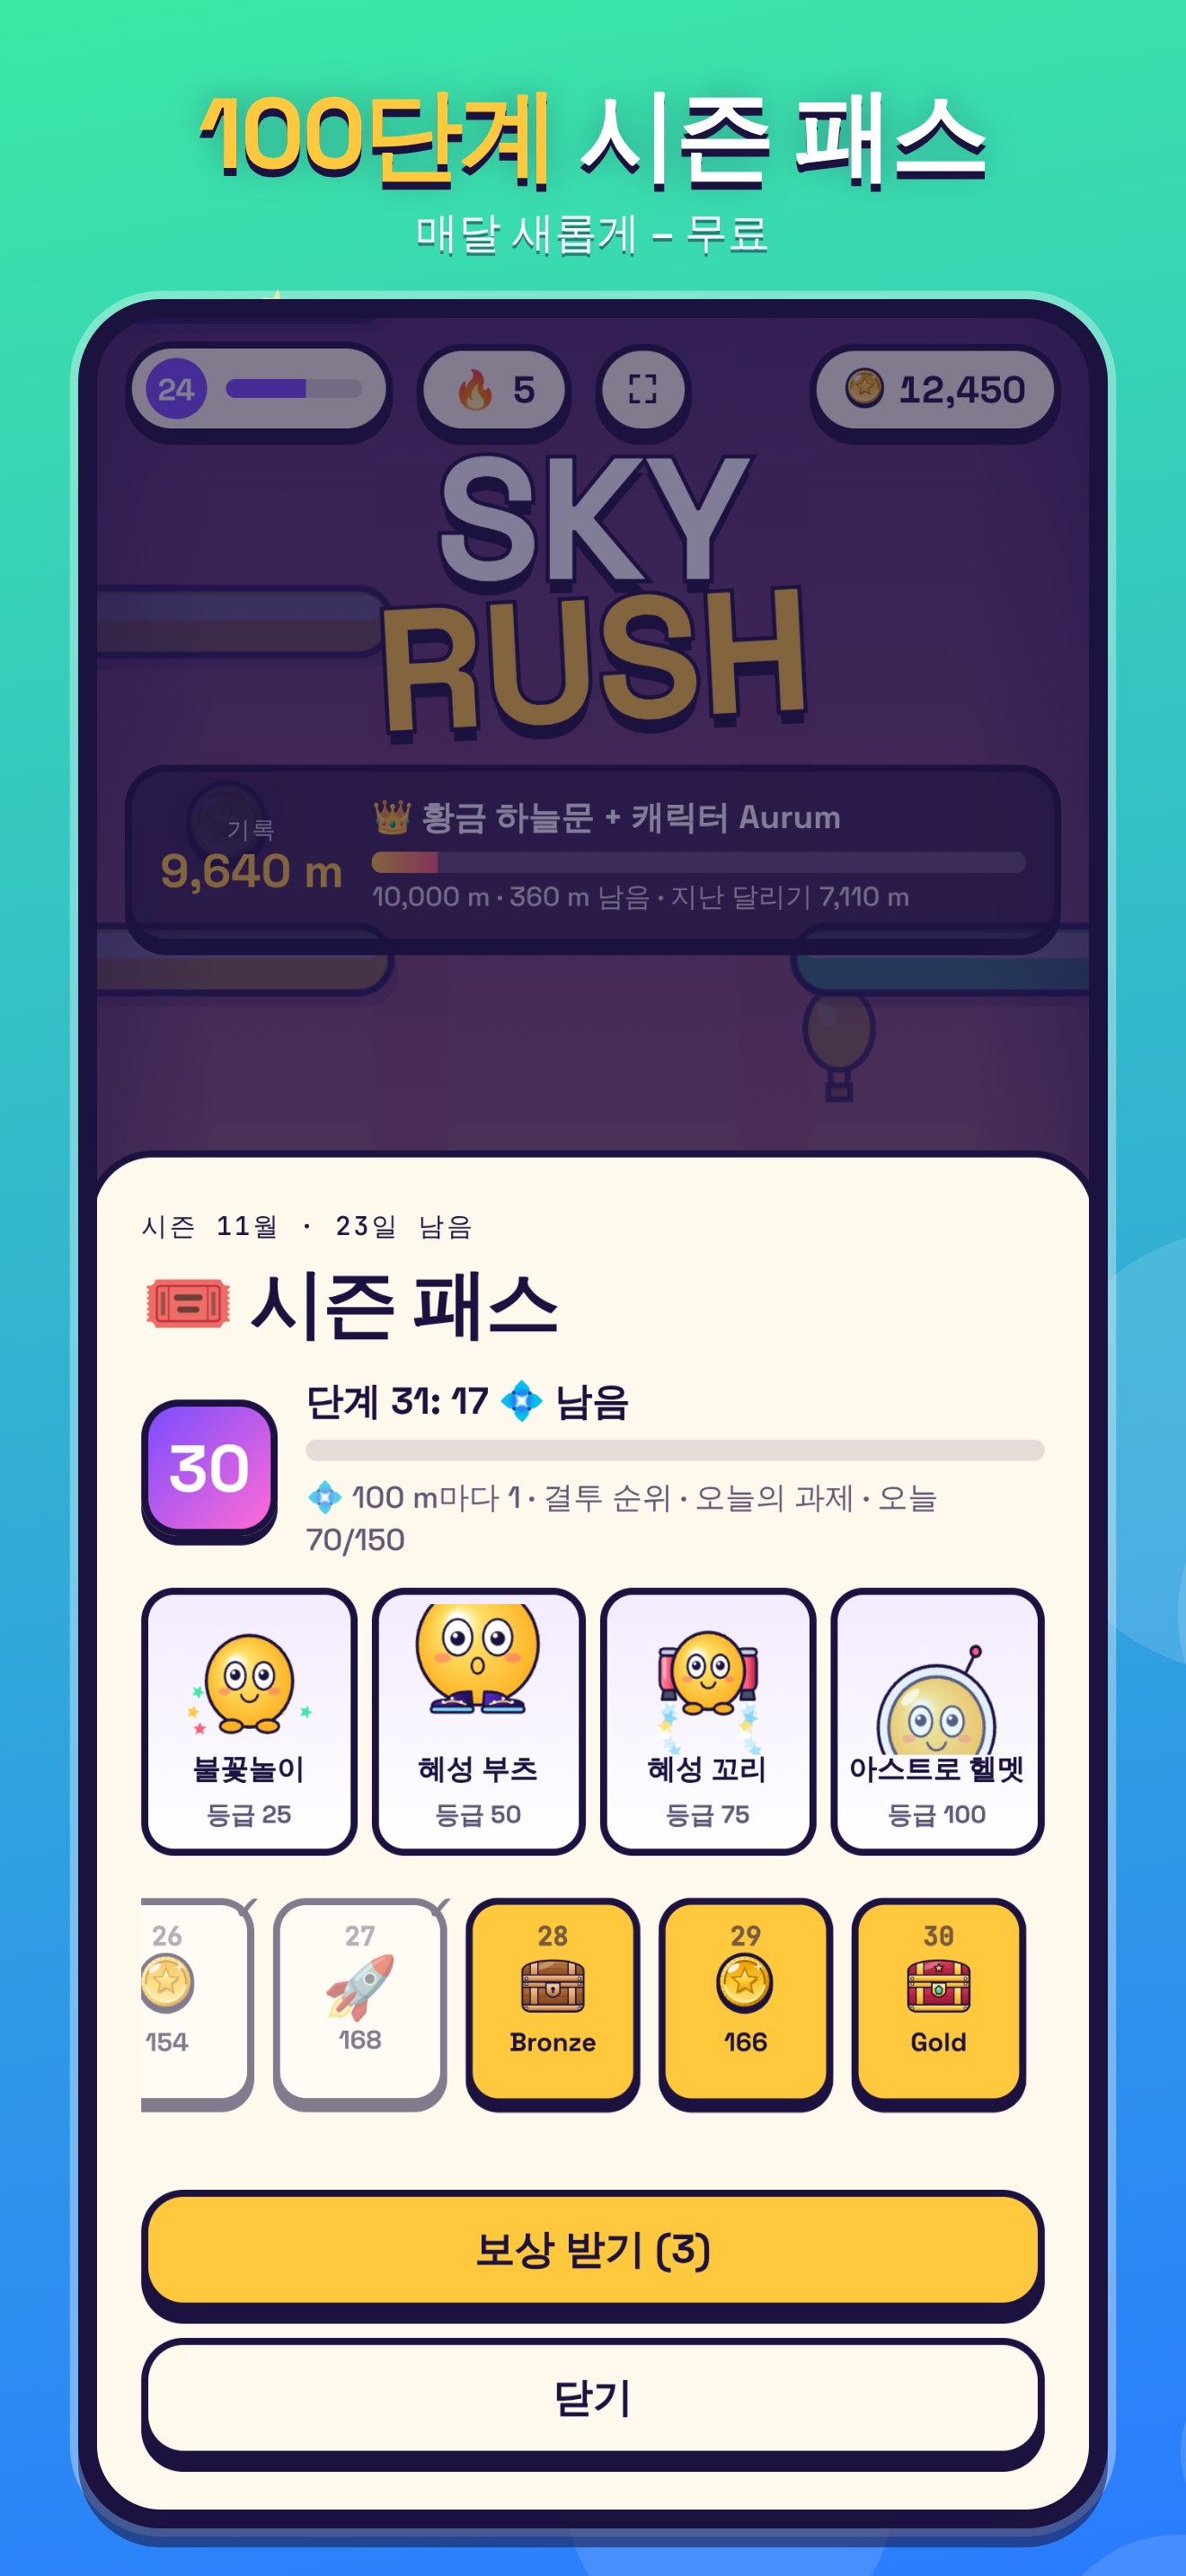 100단계 시즌 패스
매달 새롭게 – 무료
24
🔥 5
12,450
SKY
RUSH
기록
9,640 m
👑 황금 하늘문 + 캐릭터 Aurum
10,000 m · 360 m 남음 · 지난 달리기 7,110 m
시즌 11월 · 23일 남음
🎟️ 시즌 패스
30
단계 31: 17 💠 남음
💠 100 m마다 1 · 결투 순위 · 오늘의 과제 · 오늘
70/150
불꽃놀이
등급 25
혜성 부츠
등급 50
혜성 꼬리
등급 75
아스트로 헬멧
등급 100
26
154
27
168
28
Bronze
29
166
30
Gold
보상 받기 (3)
닫기